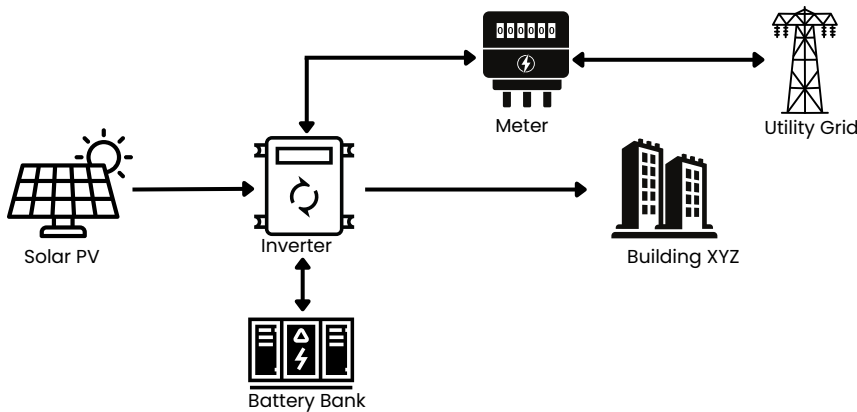 000000
Meter
Utility Grid
Solar PV
Inverter
Building XYZ
Battery Bank